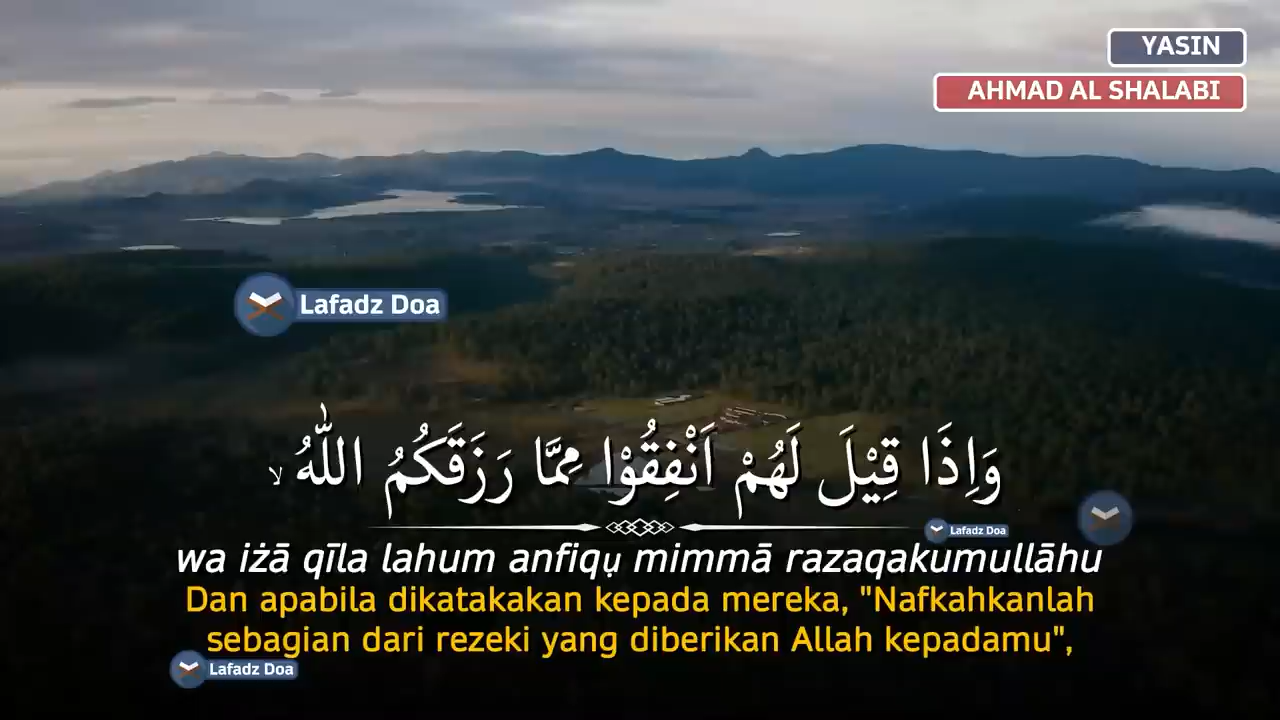 YASIN
AHMAD AL SHALABI
Lafadz Doa
وَاِذَا قِيْلَ لَهُمْ اَنْفِقُوْا مِمَّا رَزَقَكُمُ اللّٰهُ ۙ
Lafadz Doa
wa iżā qīla lahum anfiqụ mimmā razaqakumullāhu
Dan apabila dikatakakan kepada mereka, "Nafkahkanlah
sebagian dari rezeki yang diberikan Allah kepadamu",
Lafadz Doa